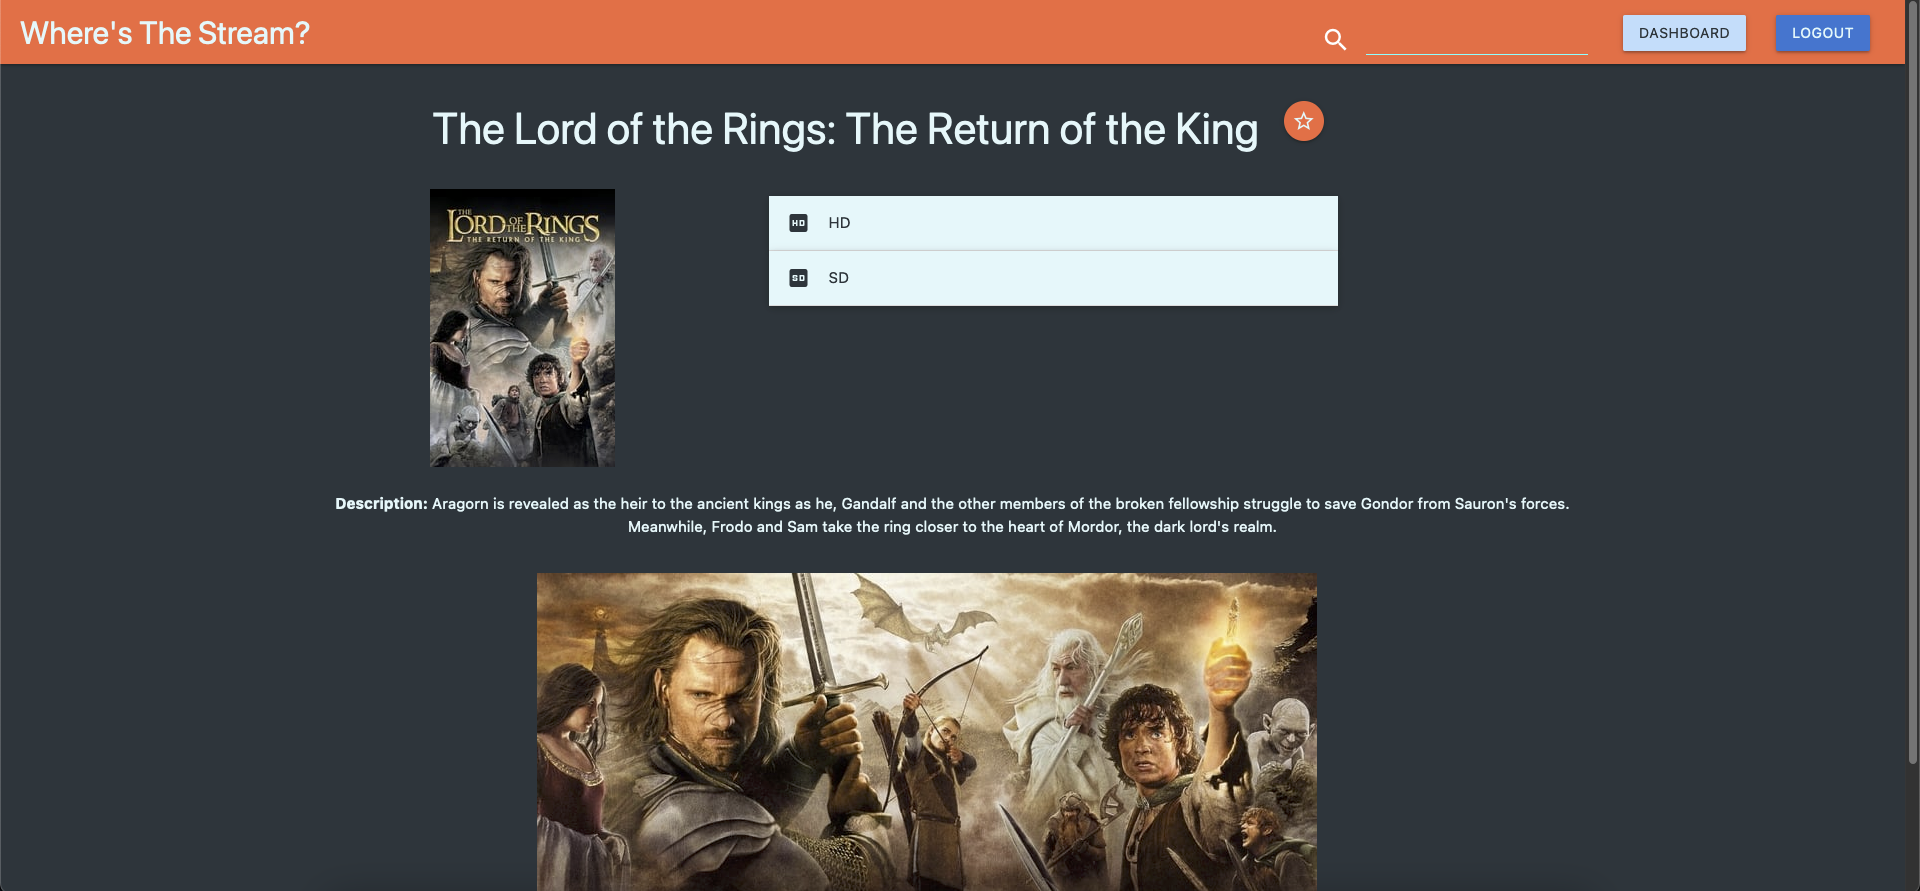 Where's The Stream?
DASHBOARD
LOGOUT
The Lord of the Rings: The Return of the King
THE
LORD OF THE RINGS
THE RETURN OF THE KING
HD HD
SD SD
Description: Aragorn is revealed as the heir to the ancient kings as he, Gandalf and the other members of the broken fellowship struggle to save Gondor from Sauron's forces.
Meanwhile, Frodo and Sam take the ring closer to the heart of Mordor, the dark lord's realm.